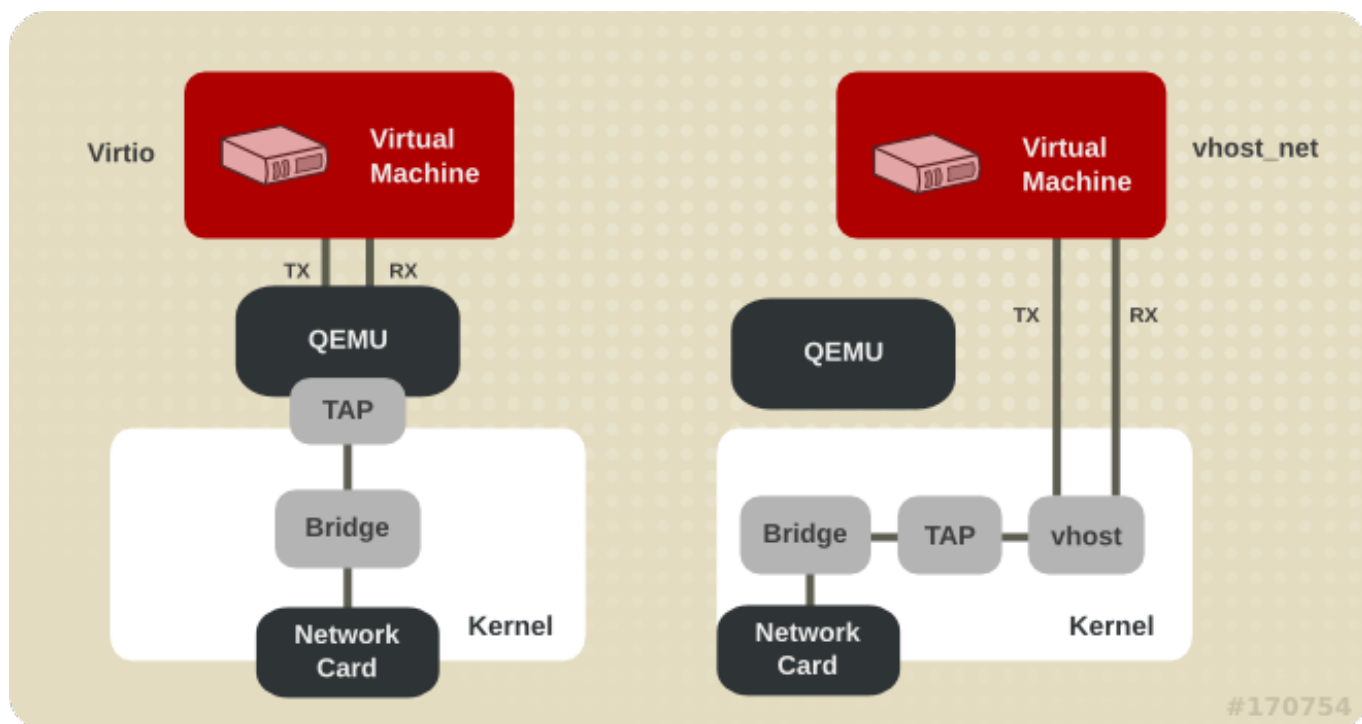 Virtio
Virtual
Machine
TX
RX
QEMU
TAP
Bridge
Network
Card
Kernel
Virtual
Machine
vhost_net
TX
RX
QEMU
Bridge
TAP
vhost
Network
Card
Kernel
#170754